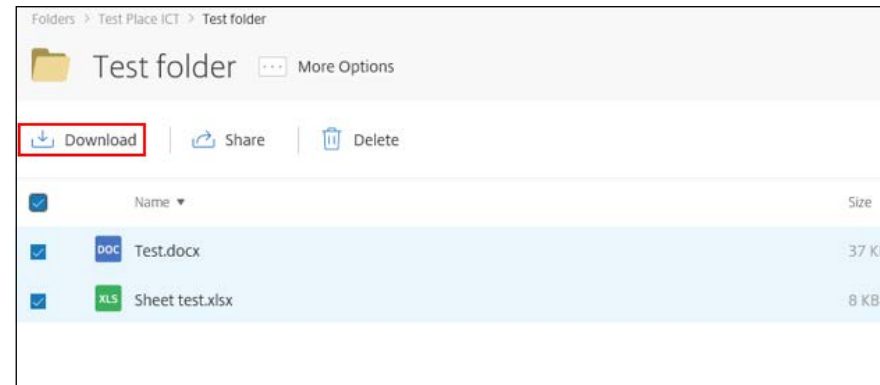 Folders > Test Place ICT > Test folder
Test folder ··· More Options
Download Share Delete
Name ▼ Size
DOC Test.docx 37 K
XLS Sheet test.xlsx 8 KB